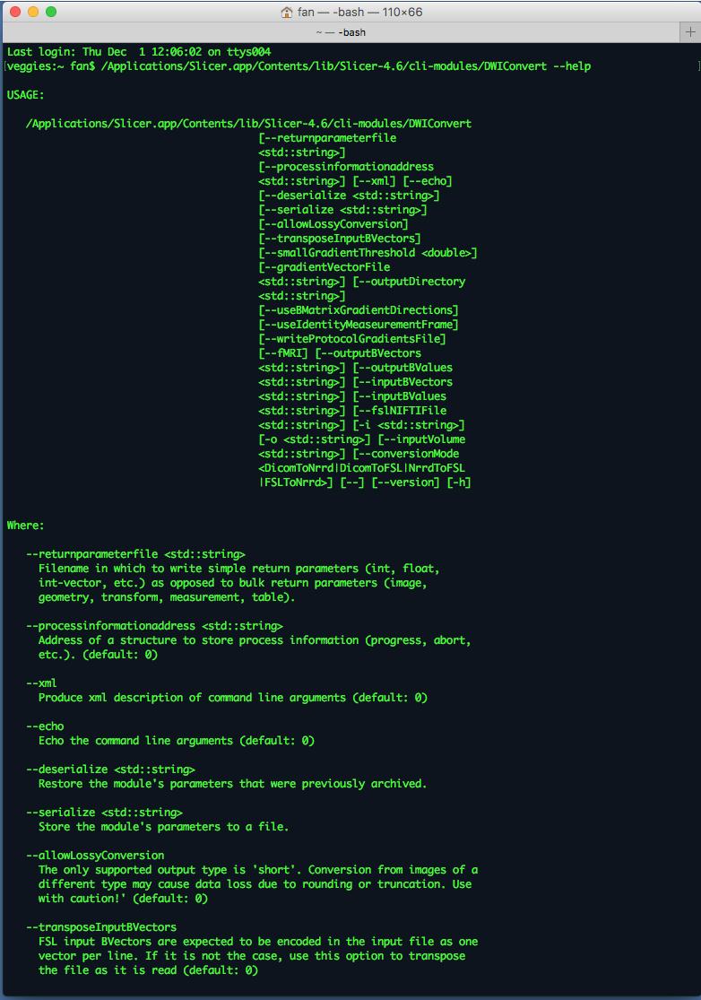 fan — -bash — 110×66
~ — -bash
Last login: Thu Dec  1 12:06:02 on ttys004
[veggies:~ fan$ /Applications/Slicer.app/Contents/lib/Slicer-4.6/cli-modules/DWIConvert --help ]
USAGE:
/Applications/Slicer.app/Contents/lib/Slicer-4.6/cli-modules/DWIConvert
[--returnparameterfile
<std::string>]
[--processinformationaddress
<std::string>] [--xml] [--echo]
[--deserialize <std::string>]
[--serialize <std::string>]
[--allowLossyConversion]
[--transposeInputBVectors]
[--smallGradientThreshold <double>]
[--gradientVectorFile
<std::string>] [--outputDirectory
<std::string>]
[--useBMatrixGradientDirections]
[--useIdentityMeaseurementFrame]
[--writeProtocolGradientsFile]
[--fMRI] [--outputBVectors
<std::string>] [--outputBValues
<std::string>] [--inputBVectors
<std::string>] [--inputBValues
<std::string>] [--fslNIFTIFile
<std::string>] [-i <std::string>]
[-o <std::string>] [--inputVolume
<std::string>] [--conversionMode
<DicomToNrrd|DicomToFSL|NrrdToFSL
|FSLToNrrd>] [--] [--version] [-h]
Where:
--returnparameterfile <std::string>
Filename in which to write simple return parameters (int, float,
int-vector, etc.) as opposed to bulk return parameters (image,
geometry, transform, measurement, table).
--processinformationaddress <std::string>
Address of a structure to store process information (progress, abort,
etc.). (default: 0)
--xml
Produce xml description of command line arguments (default: 0)
--echo
Echo the command line arguments (default: 0)
--deserialize <std::string>
Restore the module's parameters that were previously archived.
--serialize <std::string>
Store the module's parameters to a file.
--allowLossyConversion
The only supported output type is 'short'. Conversion from images of a
different type may cause data loss due to rounding or truncation. Use
with caution!' (default: 0)
--transposeInputBVectors
FSL input BVectors are expected to be encoded in the input file as one
vector per line. If it is not the case, use this option to transpose
the file as it is read (default: 0)